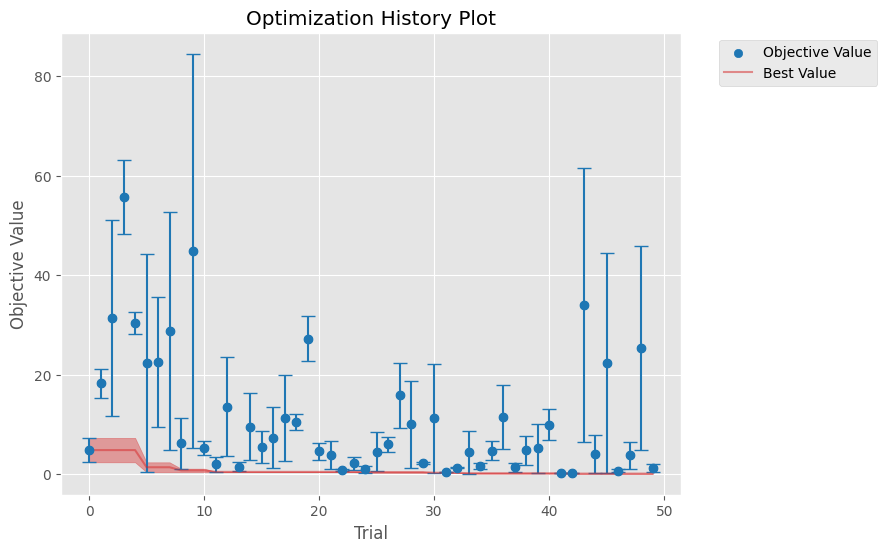 Optimization History Plot
Objective Value
Best Value
80
60
40
20
0
Objective Value
0 10 20 30 40 50
Trial